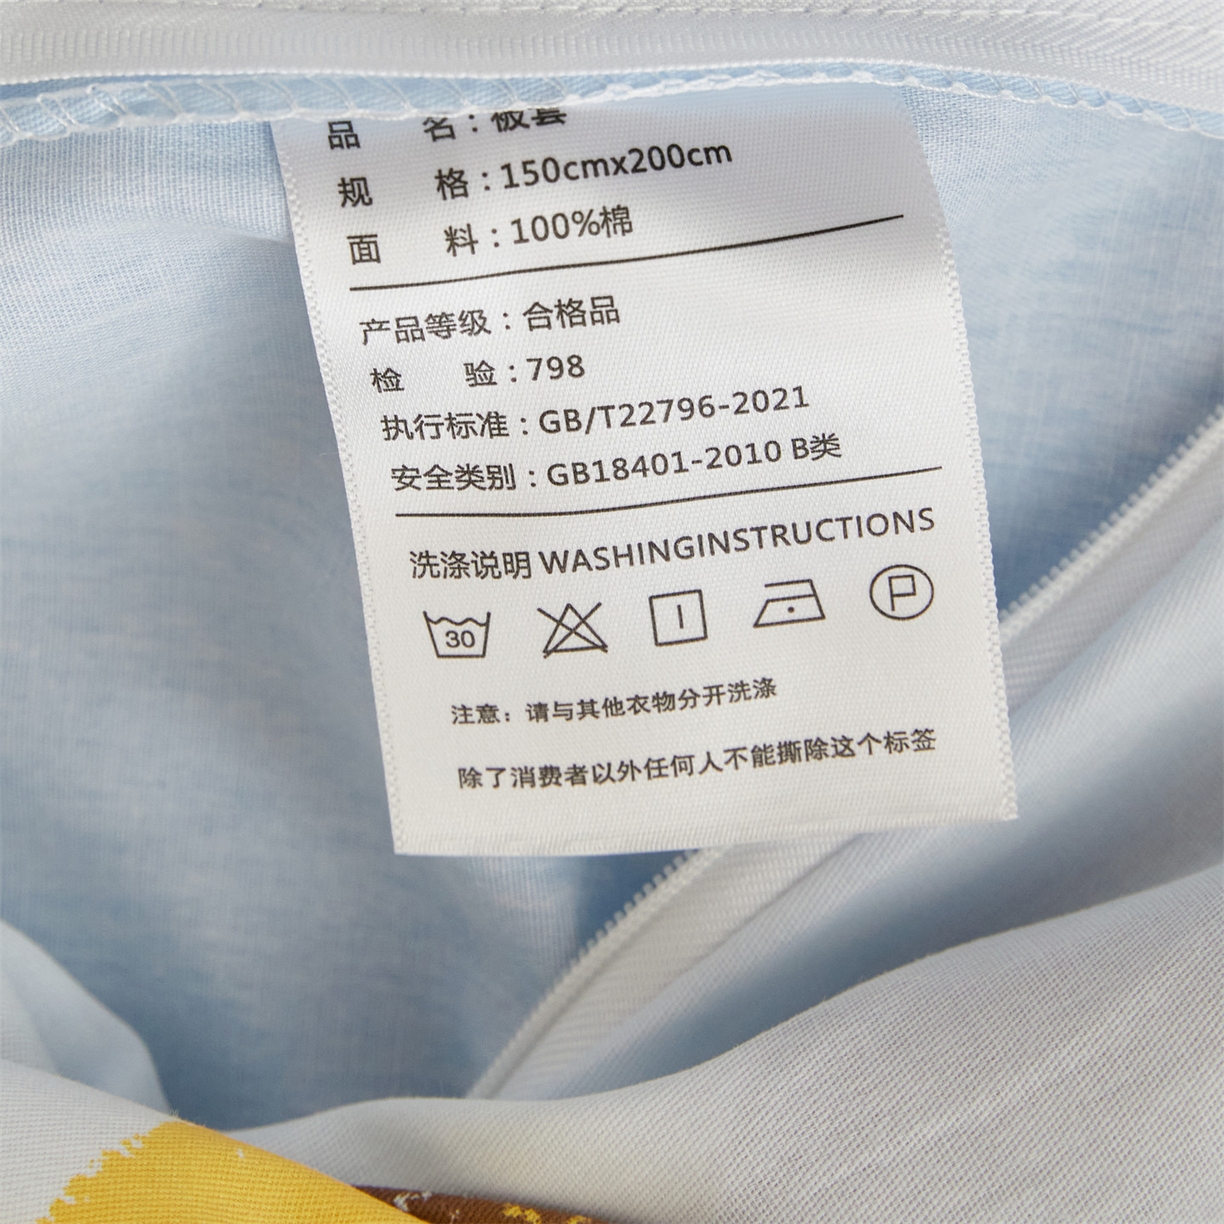 品 名：被套
规 格：150cmx200cm
面 料：100%棉
产品等级：合格品
检 验：798
执行标准：GB/T22796-2021
安全类别：GB18401-2010 B类
洗涤说明 WASHINGINSTRUCTIONS
30 P
注意：请与其他衣物分开洗涤
除了消费者以外任何人不能撕除这个标签